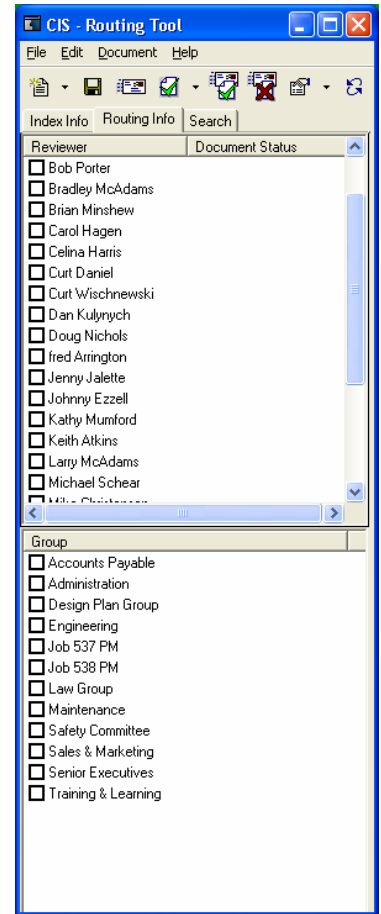 CIS - Routing Tool
File Edit Document Help
Index Info Routing Info Search
Reviewer Document Status
Bob Porter
Bradley McAdams
Brian Minshew
Carol Hagen
Celina Harris
Curt Daniel
Curt Wischnewski
Dan Kulynych
Doug Nichols
fred Arrington
Jenny Jalette
Johnny Ezzell
Kathy Mumford
Keith Atkins
Larry McAdams
Michael Schear
Group
Accounts Payable
Administration
Design Plan Group
Engineering
Job 537 PM
Job 538 PM
Law Group
Maintenance
Safety Committee
Sales & Marketing
Senior Executives
Training & Learning